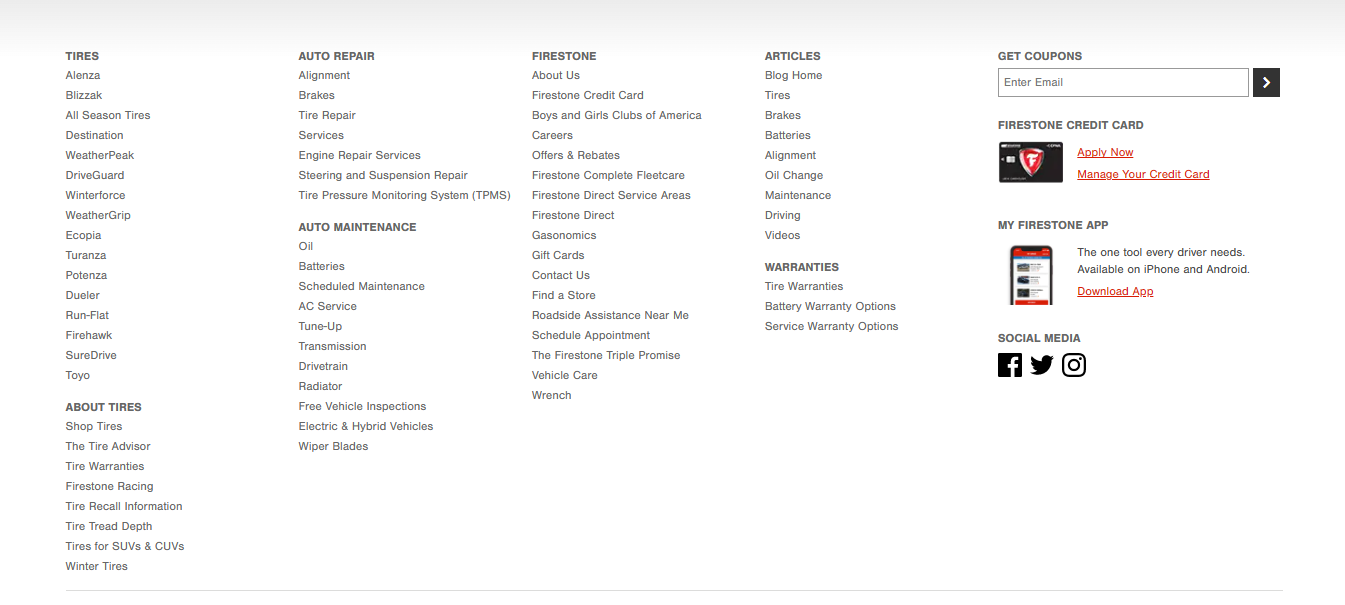 TIRES
Alenza
Blizzak
All Season Tires
Destination
WeatherPeak
DriveGuard
Winterforce
WeatherGrip
Ecopia
Turanza
Potenza
Dueler
Run-Flat
Firehawk
SureDrive
Toyo
ABOUT TIRES
Shop Tires
The Tire Advisor
Tire Warranties
Firestone Racing
Tire Recall Information
Tire Tread Depth
Tires for SUVs & CUVs
Winter Tires
AUTO REPAIR
Alignment
Brakes
Tire Repair
Services
Engine Repair Services
Steering and Suspension Repair
Tire Pressure Monitoring System (TPMS)
AUTO MAINTENANCE
Oil
Batteries
Scheduled Maintenance
AC Service
Tune-Up
Transmission
Drivetrain
Radiator
Free Vehicle Inspections
Electric & Hybrid Vehicles
Wiper Blades
FIRESTONE
About Us
Firestone Credit Card
Boys and Girls Clubs of America
Careers
Offers & Rebates
Firestone Complete Fleetcare
Firestone Direct Service Areas
Firestone Direct
Gasonomics
Gift Cards
Contact Us
Find a Store
Roadside Assistance Near Me
Schedule Appointment
The Firestone Triple Promise
Vehicle Care
Wrench
ARTICLES
Blog Home
Tires
Brakes
Batteries
Alignment
Oil Change
Maintenance
Driving
Videos
WARRANTIES
Tire Warranties
Battery Warranty Options
Service Warranty Options
GET COUPONS
Enter Email
FIRESTONE CREDIT CARD
F
Apply Now
Manage Your Credit Card
MY FIRESTONE APP
The one tool every driver needs.
Available on iPhone and Android.
Download App
SOCIAL MEDIA